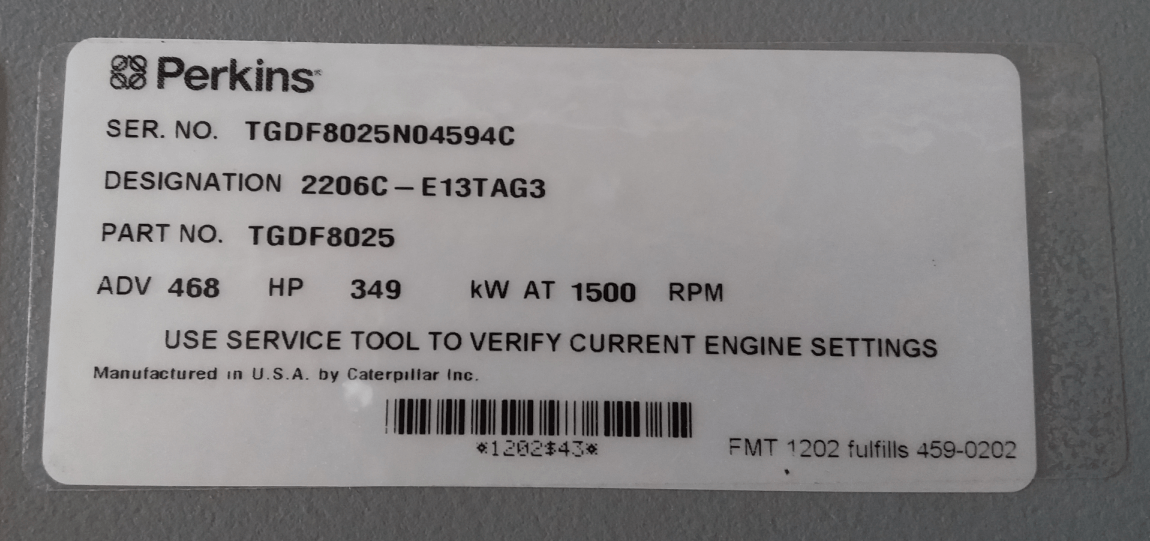 Perkins
SER. NO. TGDF8025N04594C
DESIGNATION 2206C – E13TAG3
PART NO. TGDF8025
ADV 468 HP 349 kW AT 1500 RPM
USE SERVICE TOOL TO VERIFY CURRENT ENGINE SETTINGS
Manufactured in U.S.A. by Caterpillar Inc.
*1202$43*
FMT 1202 fulfills 459-0202